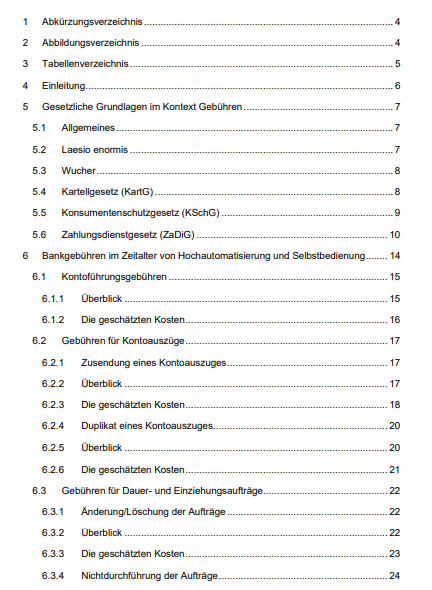 1 Abkürzungsverzeichnis 4
2 Abbildungsverzeichnis 4
3 Tabellenverzeichnis 5
4 Einleitung 6
5 Gesetzliche Grundlagen im Kontext Gebühren 7
5.1 Allgemeines 7
5.2 Laesio enormis 7
5.3 Wucher 8
5.4 Kartellgesetz (KartG) 8
5.5 Konsumentenschutzgesetz (KSchG) 9
5.6 Zahlungsdienstgesetz (ZaDiG) 10
6 Bankgebühren im Zeitalter von Hochautomatisierung und Selbstbedienung 14
6.1 Kontoführungsgebühren 15
6.1.1 Überblick 15
6.1.2 Die geschätzten Kosten 16
6.2 Gebühren für Kontoauszüge 17
6.2.1 Zusendung eines Kontoauszuges 17
6.2.2 Überblick 17
6.2.3 Die geschätzten Kosten 18
6.2.4 Duplikat eines Kontoauszuges 20
6.2.5 Überblick 20
6.2.6 Die geschätzten Kosten 21
6.3 Gebühren für Dauer- und Einziehungsaufträge 22
6.3.1 Änderung/Löschung der Aufträge 22
6.3.2 Überblick 22
6.3.3 Die geschätzten Kosten 23
6.3.4 Nichtdurchführung der Aufträge 24